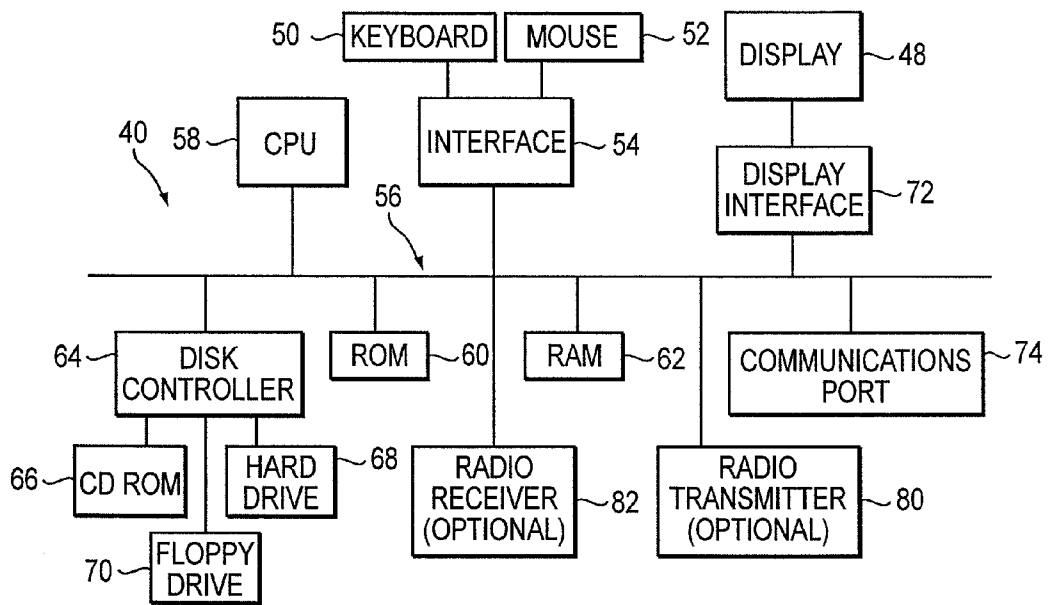 50
KEYBOARD
MOUSE
52
DISPLAY
48
40
58
CPU
INTERFACE
54
DISPLAY
INTERFACE
72
56
64
DISK
CONTROLLER
ROM
60
RAM
62
COMMUNICATIONS
PORT
74
66
CD ROM
HARD
DRIVE
68
RADIO
RECEIVER
(OPTIONAL)
82
RADIO
TRANSMITTER
(OPTIONAL)
80
70
FLOPPY
DRIVE